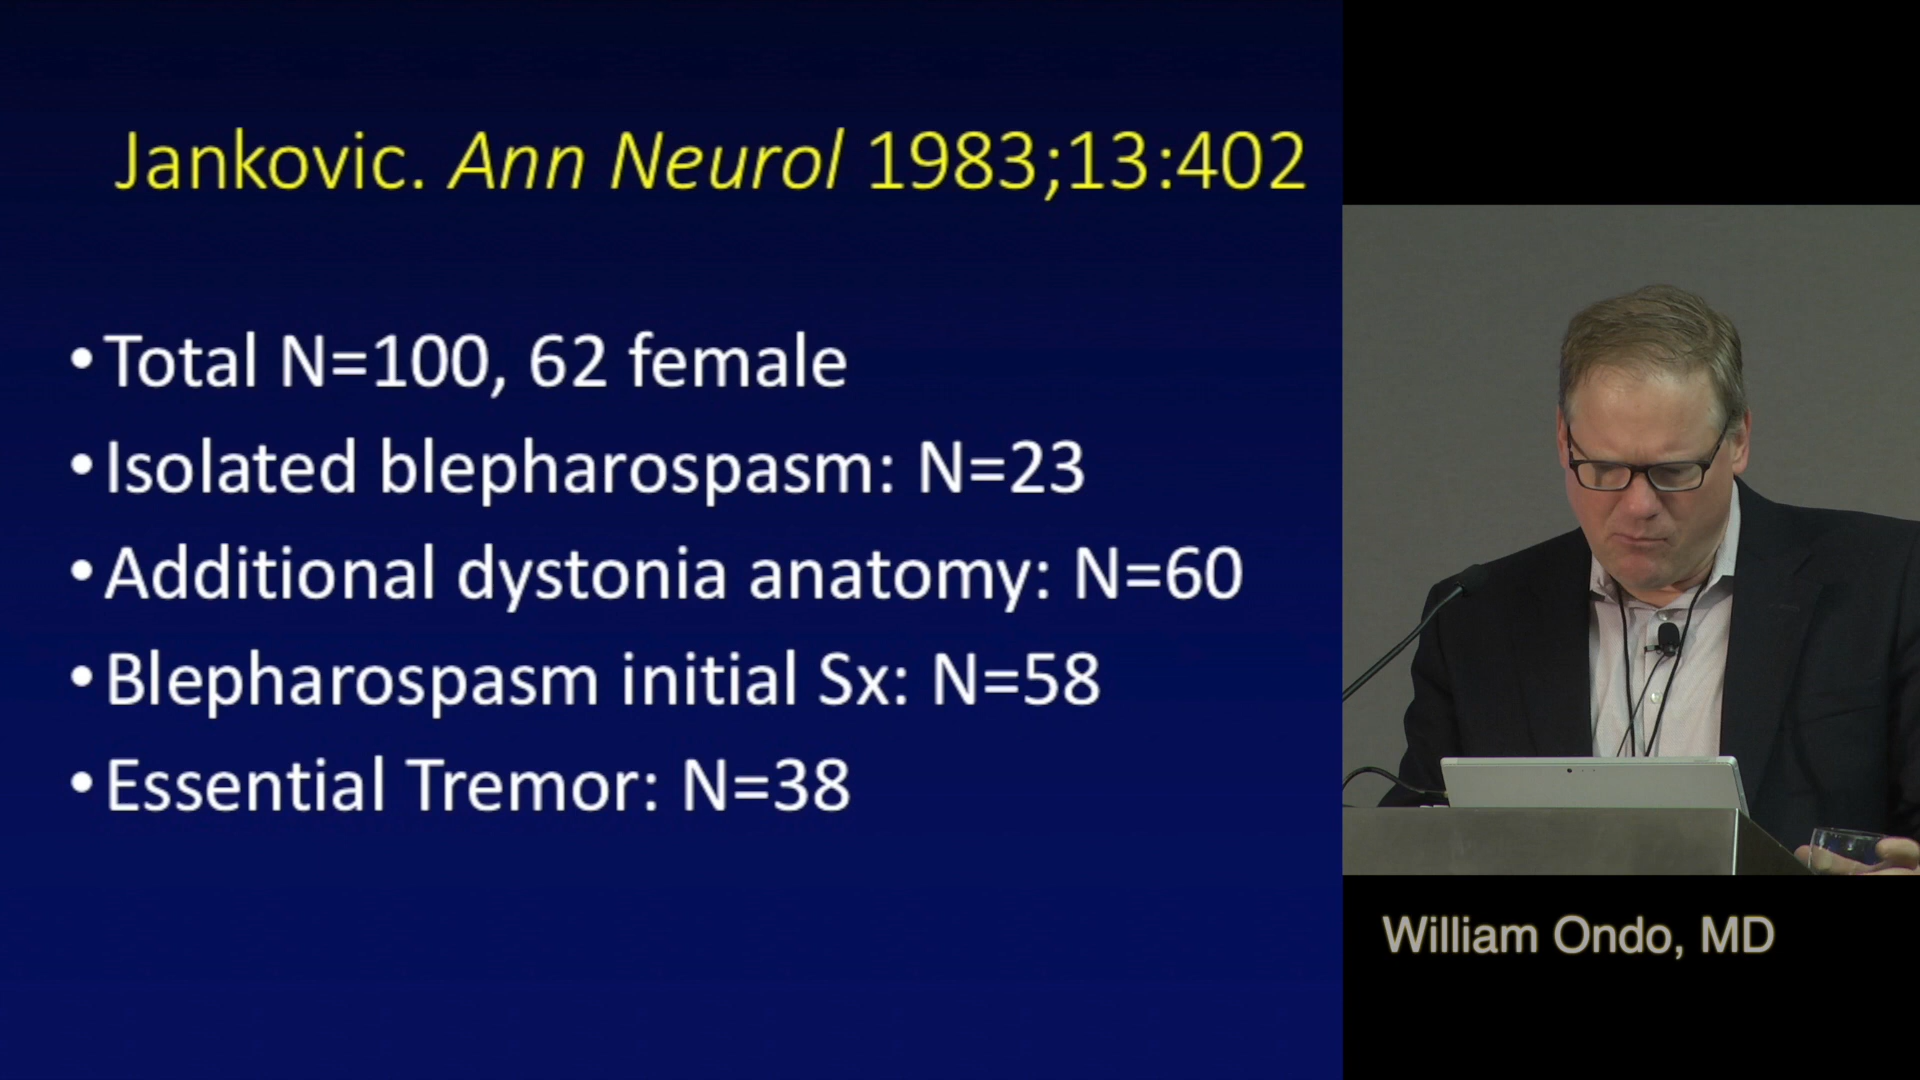 Jankovic. Ann Neurol 1983;13:402
• Total N=100, 62 female
• Isolated blepharospasm: N=23
• Additional dystonia anatomy: N=60
• Blepharospasm initial Sx: N=58
• Essential Tremor: N=38
William Ondo, MD